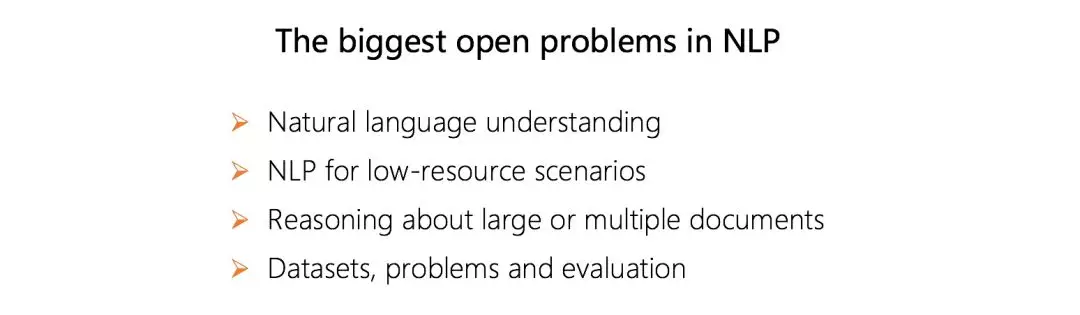 The biggest open problems in NLP
Natural language understanding
NLP for low-resource scenarios
Reasoning about large or multiple documents
Datasets, problems and evaluation